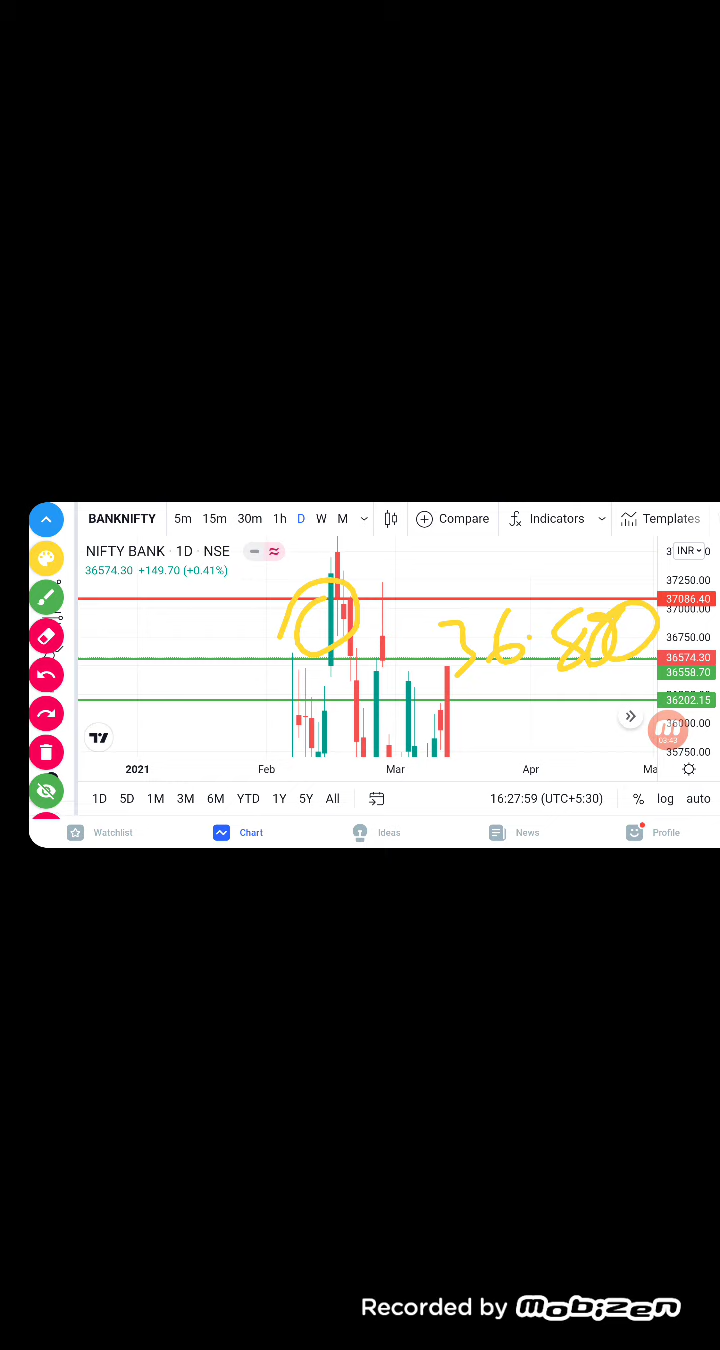 BANKNIFTY 5m 15m 30m 1h D W M Compare Indicators Templates
NIFTY BANK · 1D · NSE
INR
36574.30 +149.70 (+0.41%)
37250.00
37086.40
37000.00
36.800
36750.00
36574.30
36558.70
36202.15
36000.00
03:43
35750.00
2021 Feb Mar Apr Ma
1D 5D 1M 3M 6M YTD 1Y 5Y All 16:27:59 (UTC+5:30) % log auto
Watchlist Chart Ideas News Profile
Recorded by mobizen